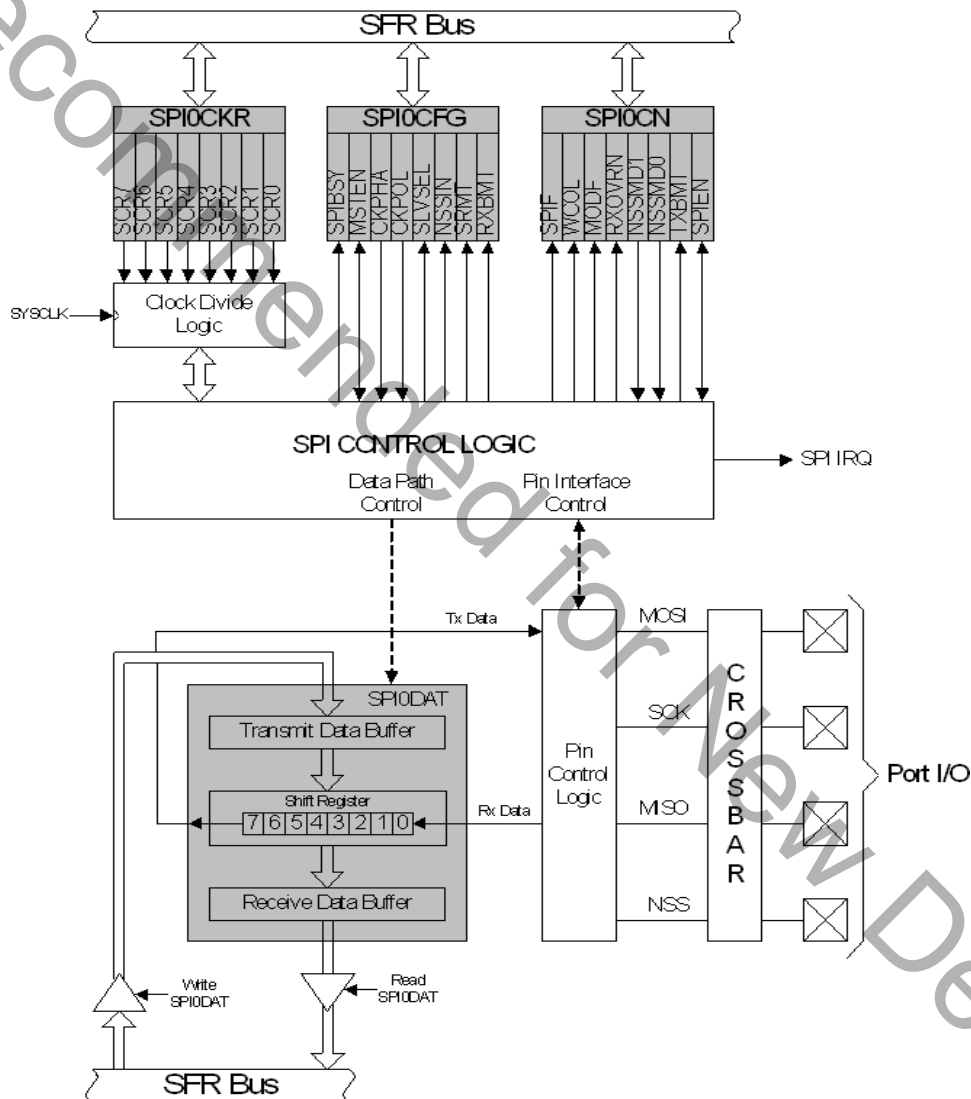 SFR Bus
SPI0CKR
SPI0CFG
SPI0CN
SCR7
SCR6
SCR5
SCR4
SCR3
SCR2
SCR1
SCR0
SPIBSY
MSTEN
CKPHA
CKPOL
SLVSEL
NSSIN
SRMT
RXBMT
SPIF
WCOL
MODF
RXOVRN
NSSMD1
NSSMD0
TXBMT
SPIEN
SYSCLK
Clock Divide
Logic
SPI CONTROL LOGIC
Data Path
Control
Pin Interface
Control
SPI IRQ
Tx Data
MOSI
SPI0DAT
Transmit Data Buffer
SCK
Shift Register
7 6 5 4 3 2 1 0
Rx Data
Pin
Control
Logic
MISO
CROSSBAR
Port I/O
Receive Data Buffer
NSS
Write
SPI0DAT
Read
SPI0DAT
SFR Bus
ecommended for New De